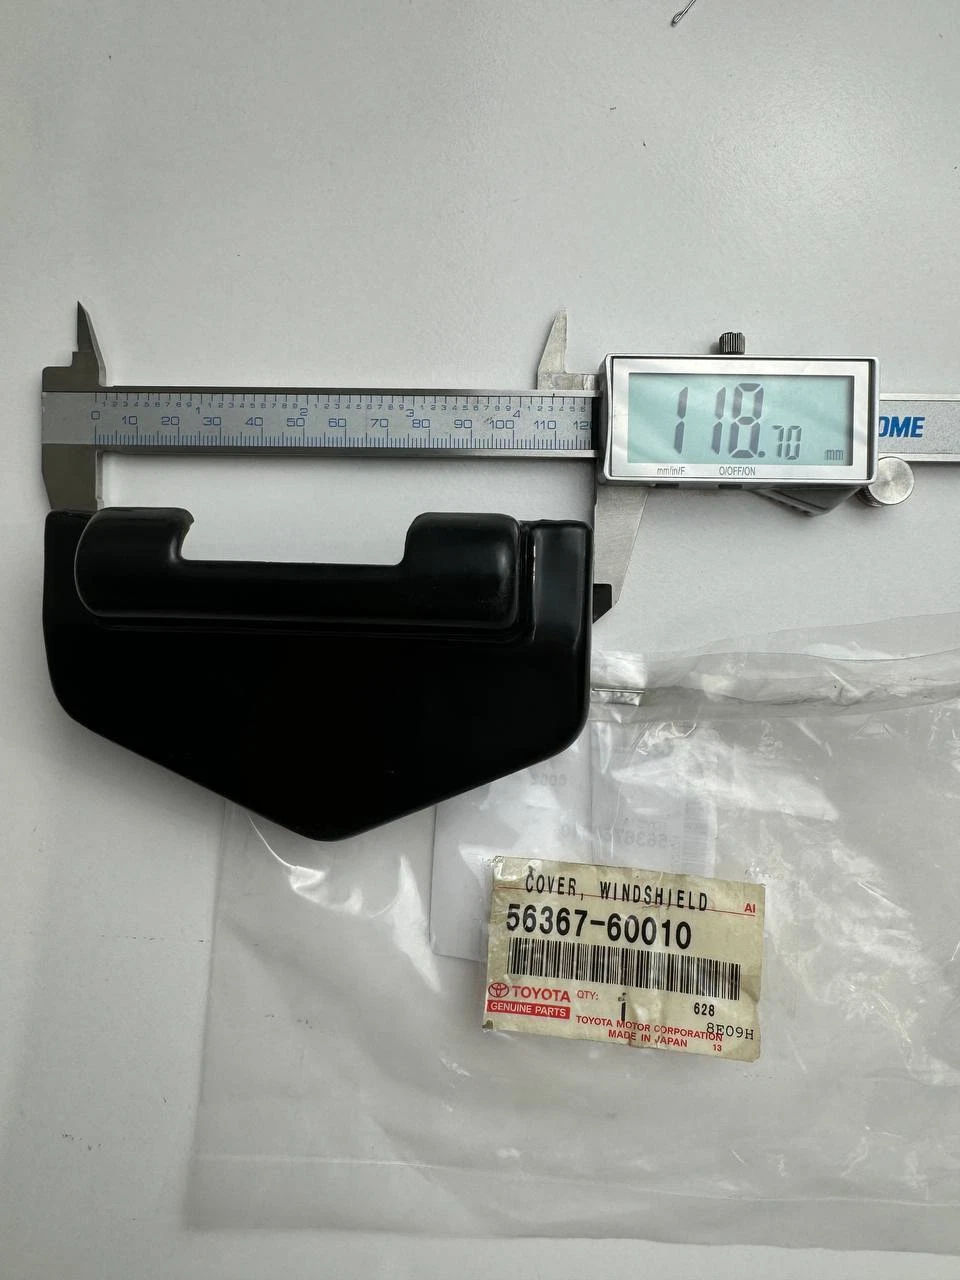 118.70 mm
mm/in/F O/OFF/ON
OME
0 10 20 30 40 50 60 70 80 90 100 110 12
COVER, WINDSHIELD
AI
56367-60010
TOYOTA
GENUINE PARTS
QTY: 1
628
TOYOTA MOTOR CORPORATION
8E09H
MADE IN JAPAN
13